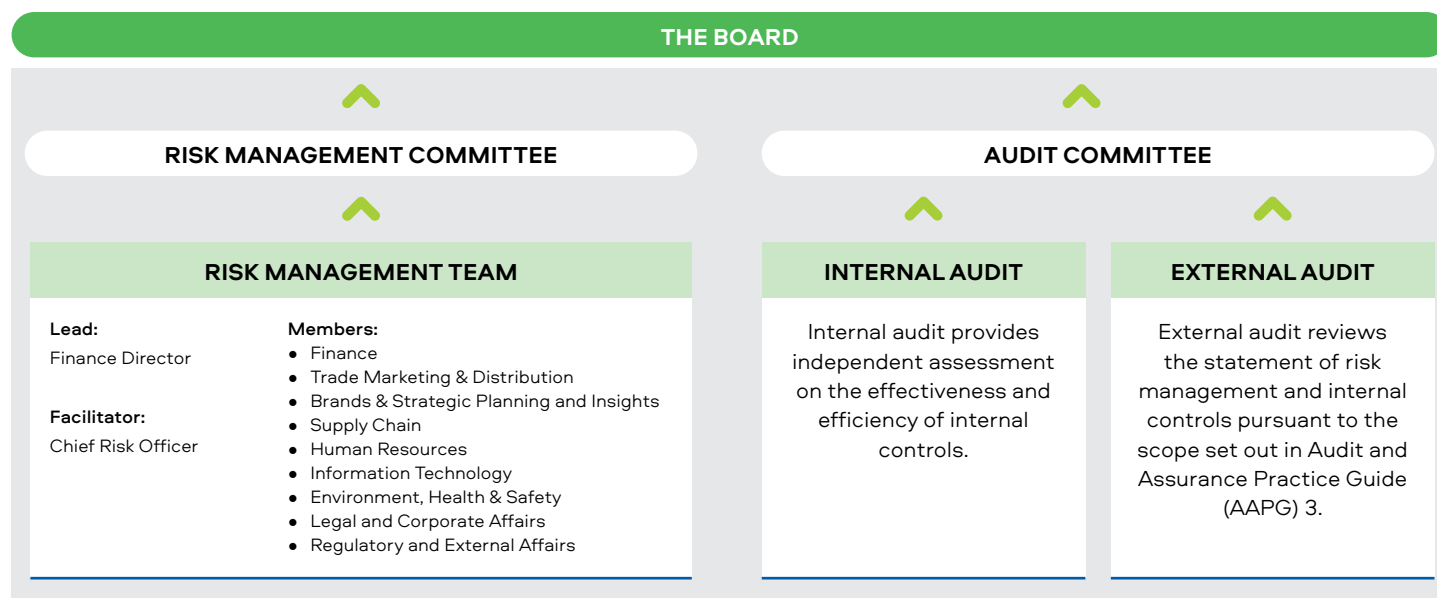 THE BOARD
RISK MANAGEMENT COMMITTEE
AUDIT COMMITTEE
RISK MANAGEMENT TEAM
Lead:
Finance Director
Facilitator:
Chief Risk Officer
Members:
● Finance
● Trade Marketing & Distribution
● Brands & Strategic Planning and Insights
● Supply Chain
● Human Resources
● Information Technology
● Environment, Health & Safety
● Legal and Corporate Affairs
● Regulatory and External Affairs
INTERNAL AUDIT
Internal audit provides
independent assessment
on the effectiveness and
efficiency of internal
controls.
EXTERNAL AUDIT
External audit reviews
the statement of risk
management and internal
controls pursuant to the
scope set out in Audit and
Assurance Practice Guide
(AAPG) 3.